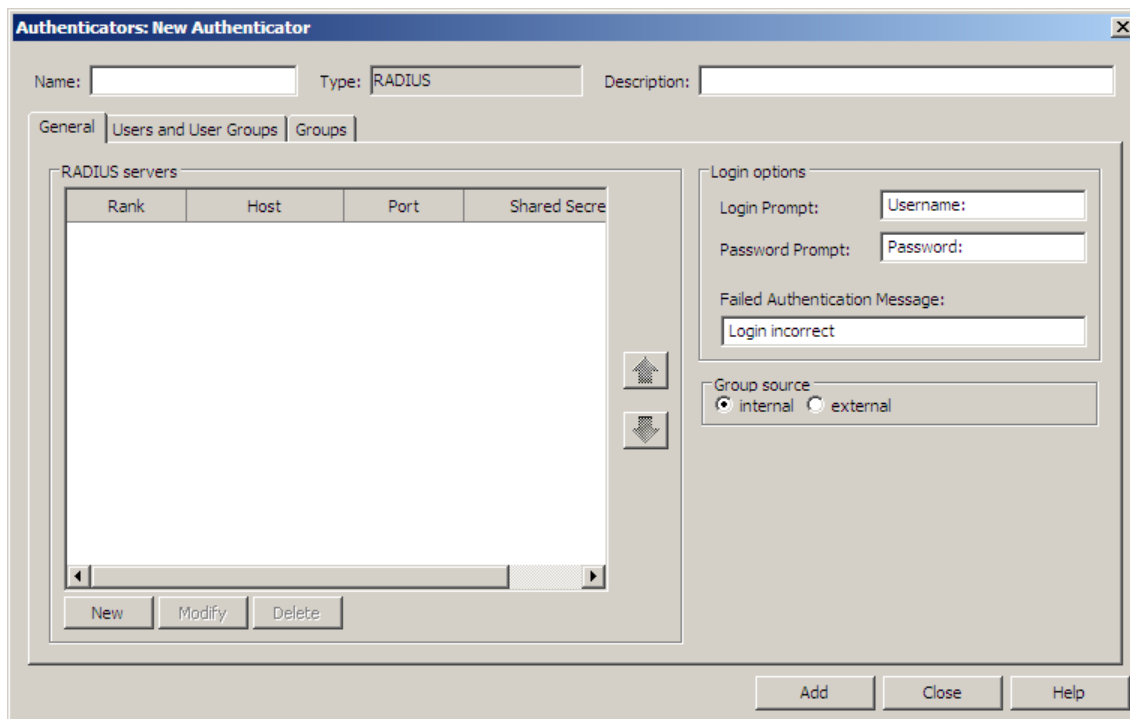 Authenticators: New Authenticator
Name: Type: RADIUS Description:
General Users and User Groups Groups
RADIUS servers
Rank Host Port Shared Secre
New Modify Delete
Login options
Login Prompt: Username:
Password Prompt: Password:
Failed Authentication Message:
Login incorrect
Group source
internal external
Add Close Help